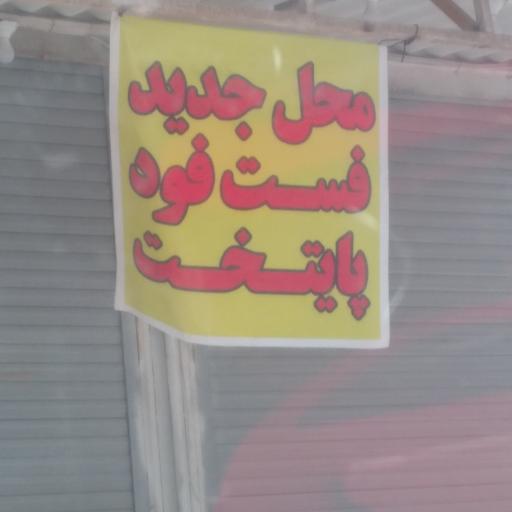 محل جدید
فست فود
پایتخت